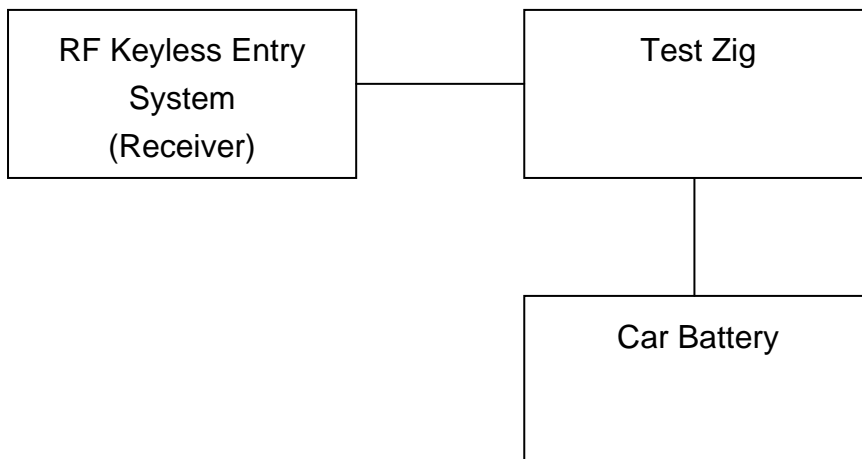 RF Keyless Entry
System
(Receiver)
Test Zig
Car Battery